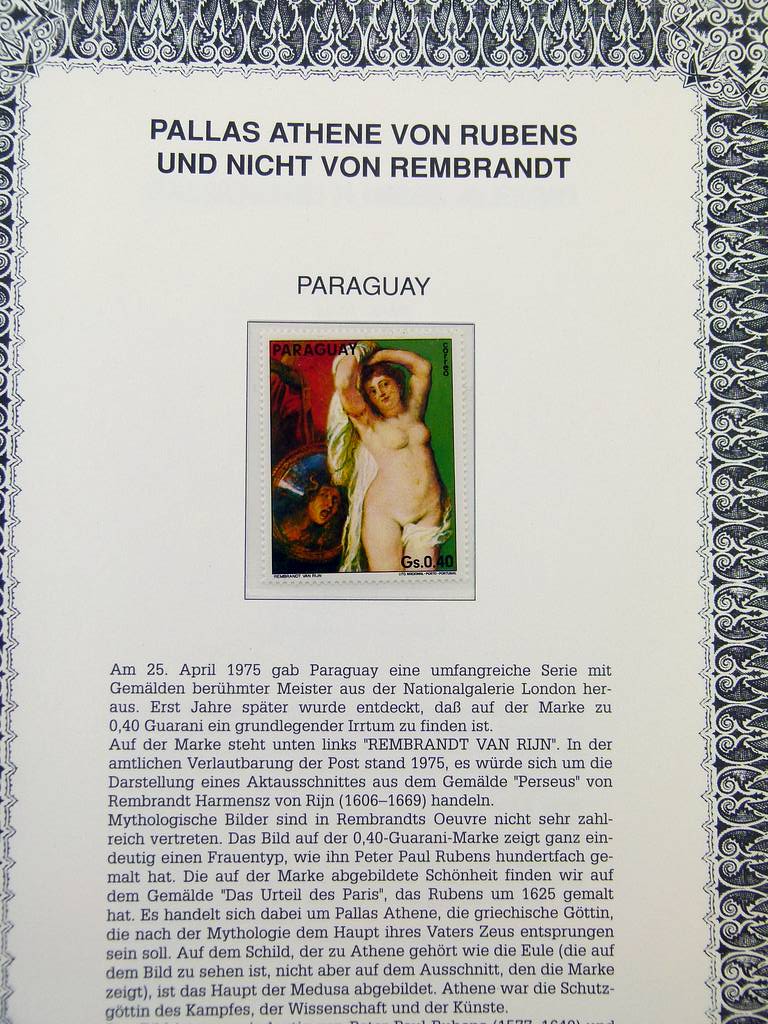 PALLAS ATHENE VON RUBENS
UND NICHT VON REMBRANDT
PARAGUAY
PARAGUAY
correo
Gs.0,40
REMBRANDT VAN RIJN
LITO NACIONAL-PORTO-PORTUGAL
Am 25. April 1975 gab Paraguay eine umfangreiche Serie mit
Gemälden berühmter Meister aus der Nationalgalerie London her-
aus. Erst Jahre später wurde entdeckt, daß auf der Marke zu
0,40 Guarani ein grundlegender Irrtum zu finden ist.
Auf der Marke steht unten links "REMBRANDT VAN RIJN". In der
amtlichen Verlautbarung der Post stand 1975, es würde sich um die
Darstellung eines Aktausschnittes aus dem Gemälde "Perseus" von
Rembrandt Harmensz von Rijn (1606–1669) handeln.
Mythologische Bilder sind in Rembrandts Oeuvre nicht sehr zahl-
reich vertreten. Das Bild auf der 0,40-Guarani-Marke zeigt ganz ein-
deutig einen Frauentyp, wie ihn Peter Paul Rubens hundertfach ge-
malt hat. Die auf der Marke abgebildete Schönheit finden wir auf
dem Gemälde "Das Urteil des Paris", das Rubens um 1625 gemalt
hat. Es handelt sich dabei um Pallas Athene, die griechische Göttin,
die nach der Mythologie dem Haupt ihres Vaters Zeus entsprungen
sein soll. Auf dem Schild, der zu Athene gehört wie die Eule (die auf
dem Bild zu sehen ist, nicht aber auf dem Ausschnitt, den die Marke
zeigt), ist das Haupt der Medusa abgebildet. Athene war die Schutz-
göttin des Kampfes, der Wissenschaft und der Künste.
Peter Paul Rubens (1577–1640) und